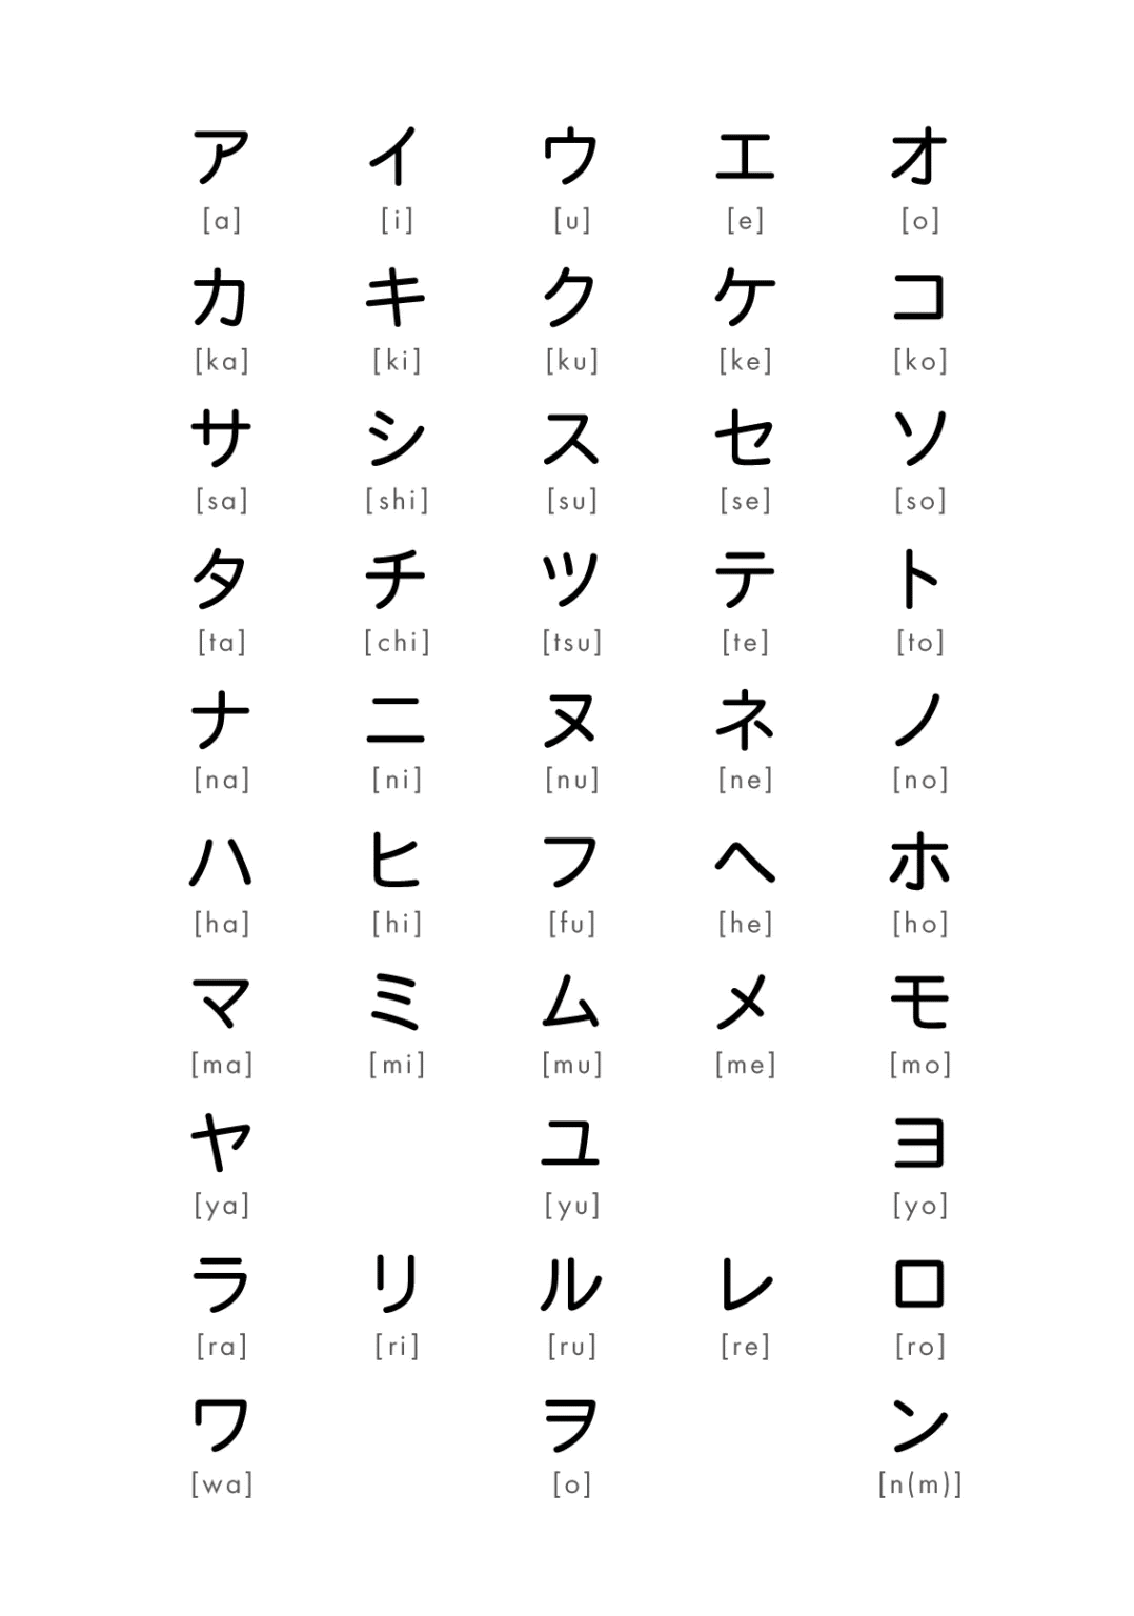 ア イ ウ エ オ
[a] [i] [u] [e] [o]
カ キ ク ケ コ
[ka] [ki] [ku] [ke] [ko]
サ シ ス セ ソ
[sa] [shi] [su] [se] [so]
タ チ ツ テ ト
[ta] [chi] [tsu] [te] [to]
ナ ニ ヌ ネ ノ
[na] [ni] [nu] [ne] [no]
ハ ヒ フ ヘ ホ
[ha] [hi] [fu] [he] [ho]
マ ミ ム メ モ
[ma] [mi] [mu] [me] [mo]
ヤ ユ ヨ
[ya] [yu] [yo]
ラ リ ル レ ロ
[ra] [ri] [ru] [re] [ro]
ワ ヲ ン
[wa] [o] [n(m)]